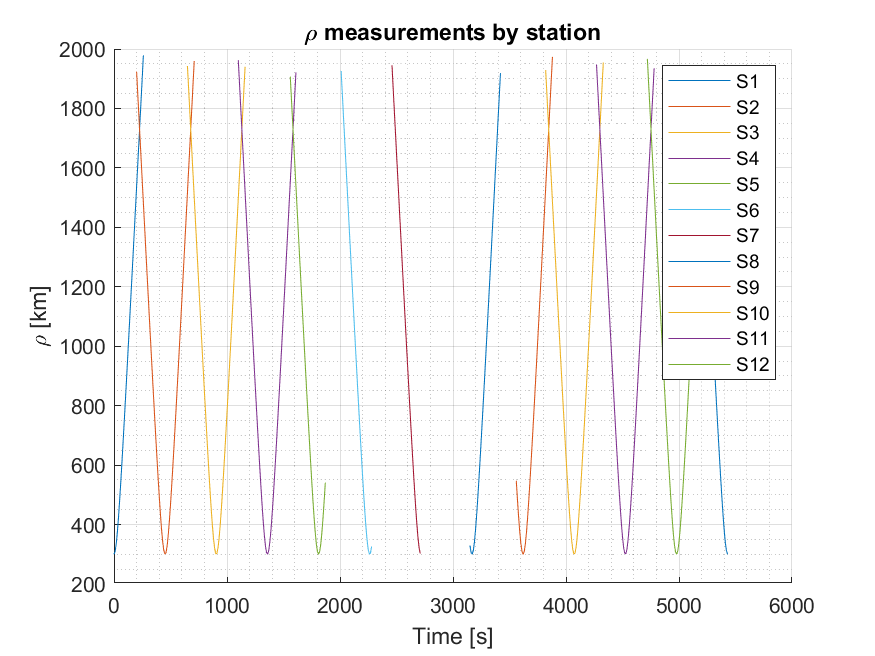 ρ measurements by station
2000
1800
1600
1400
1200
1000
800
600
400
200
ρ [km]
0
1000
2000
3000
4000
5000
6000
Time [s]
S1
S2
S3
S4
S5
S6
S7
S8
S9
S10
S11
S12